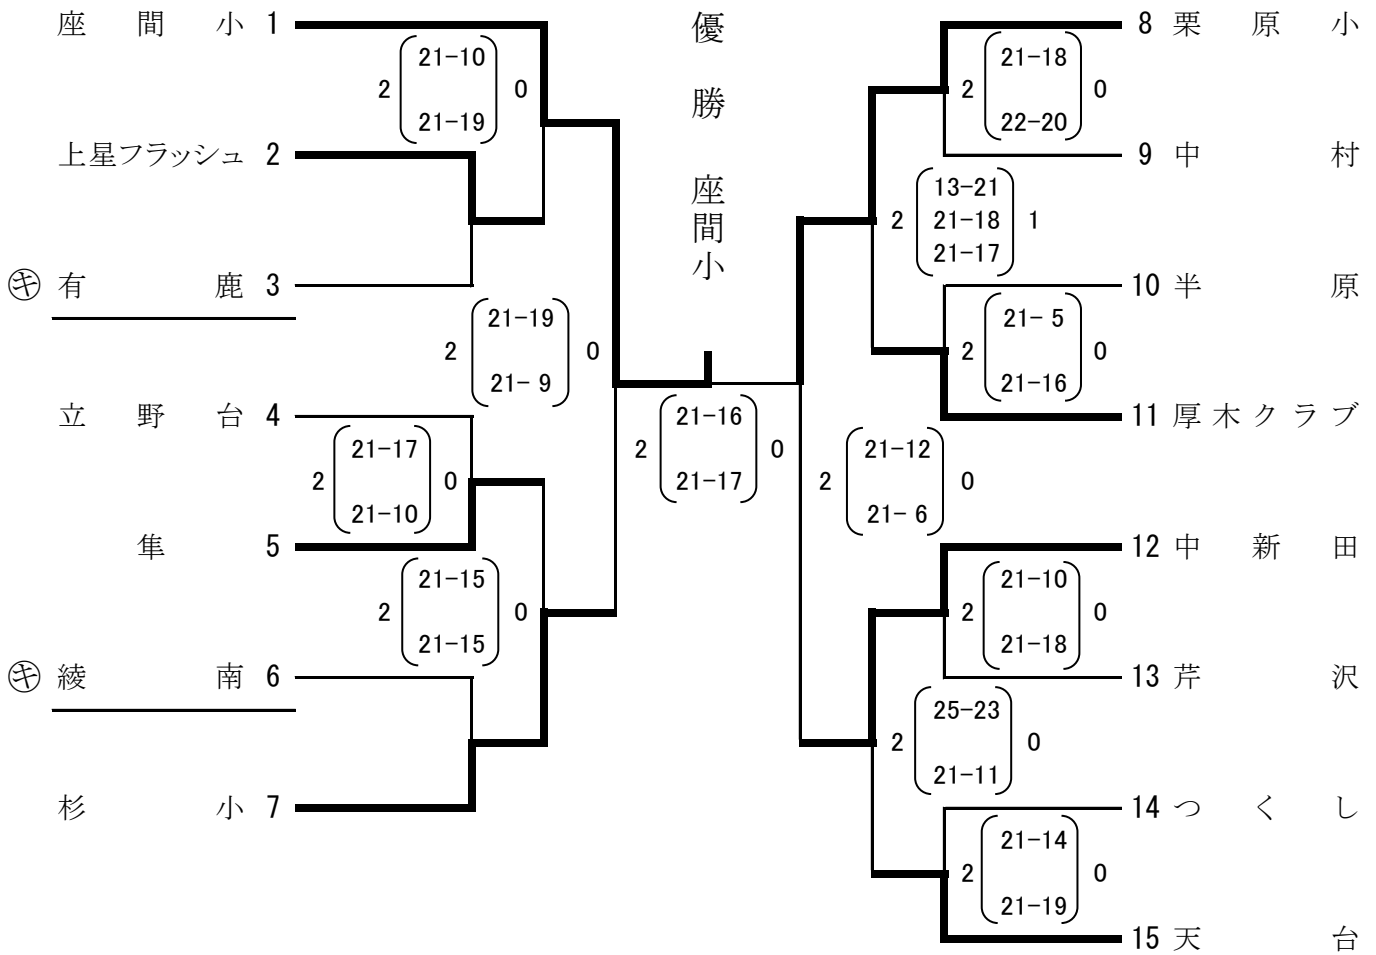 座間小 1
21-10
2 0
21-19
上星フラッシュ 2
㋖ 有鹿 3
21-19
2 0
21- 9
立野台 4
21-17
2 0
21-10
隼 5
21-15
2 0
21-15
㋖ 綾南 6
杉小 7
優勝 座間小
21-16
2 0
21-17
8 栗原小
21-18
2 0
22-20
9 中村
13-21
2 21-18 1
21-17
10 半原
21- 5
2 0
21-16
11 厚木クラブ
21-12
2 0
21- 6
12 中新田
21-10
2 0
21-18
13 芹沢
25-23
2 0
21-11
14 つくし
21-14
2 0
21-19
15 天台